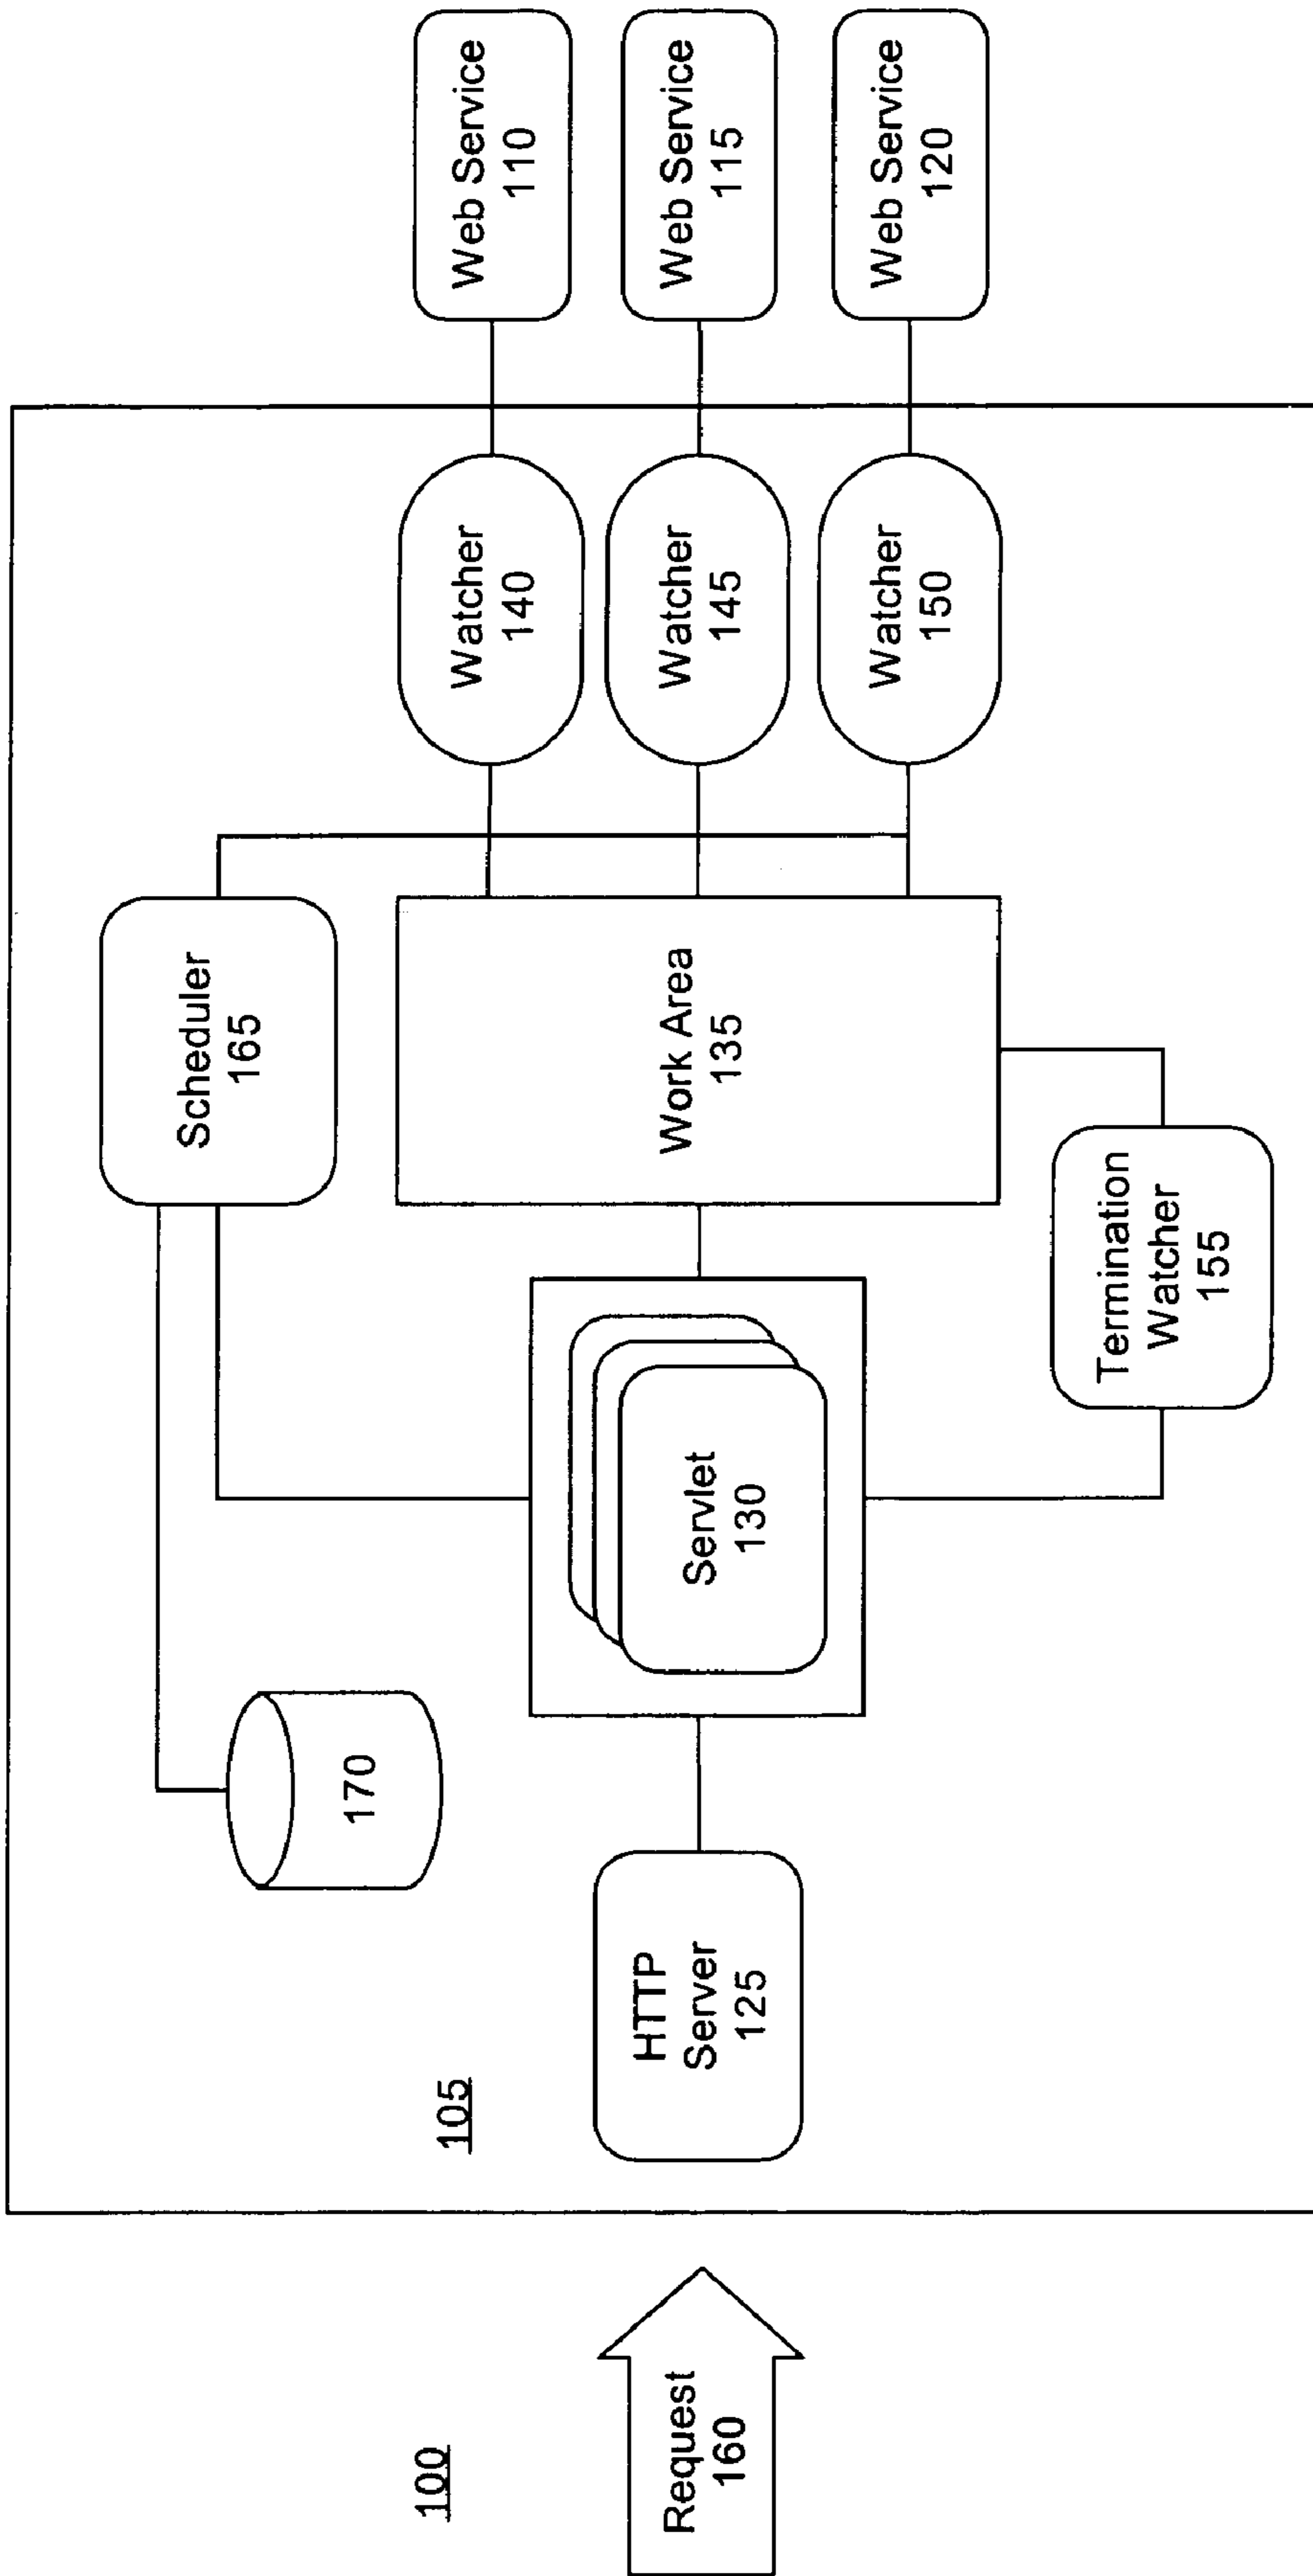 100
Request
160
105
HTTP
Server
125
170
Servlet
130
Scheduler
165
Work Area
135
Termination
Watcher
155
Watcher
140
Watcher
145
Watcher
150
Web Service
110
Web Service
115
Web Service
120